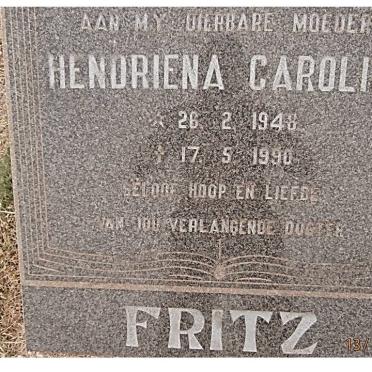 AAN MY DIERBARE MOEDER
HENDRIENA CAROLI
* 26. 2. 1948
† 17. 5. 1990
GELOOF HOOP EN LIEFDE
VAN JOU VERLANGENDE DOGTER
FRITZ
13/